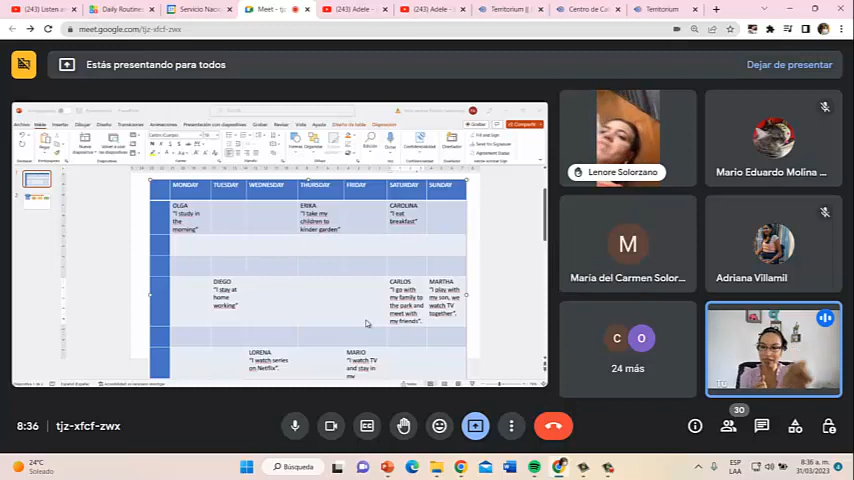 (243) Listen an
Daily Routines
Servicio Nacio
Meet - tjz
(243) Adele -
(243) Adele -
Territorium ||
Centro de Cal
Territorium
meet.google.com/tjz-xfcf-zwx
Estás presentando para todos
Dejar de presentar
MONDAY TUESDAY WEDNESDAY THURSDAY FRIDAY SATURDAY SUNDAY
OLGA
"I study in
the
morning"
ERIKA
"I take my
children to
kinder garden"
CAROLINA
"I eat
breakfast"
DIEGO
"I stay at
home
working"
CARLOS
"I go with
my family to
the park and
meet with
my friends".
MARTHA
"I play with
my son, we
watch TV
together".
LORENA
"I watch series
on Netflix".
MARIO
"I watch TV
and stay in
my
Lenore Solorzano
Mario Eduardo Molina ...
M
María del Carmen Solor...
Adriana Villamil
C O
24 más
Tú
8:36 tjz-xfcf-zwx
30
24°C
Soleado
Búsqueda
ESP
LAA
8:36 a. m.
31/03/2023